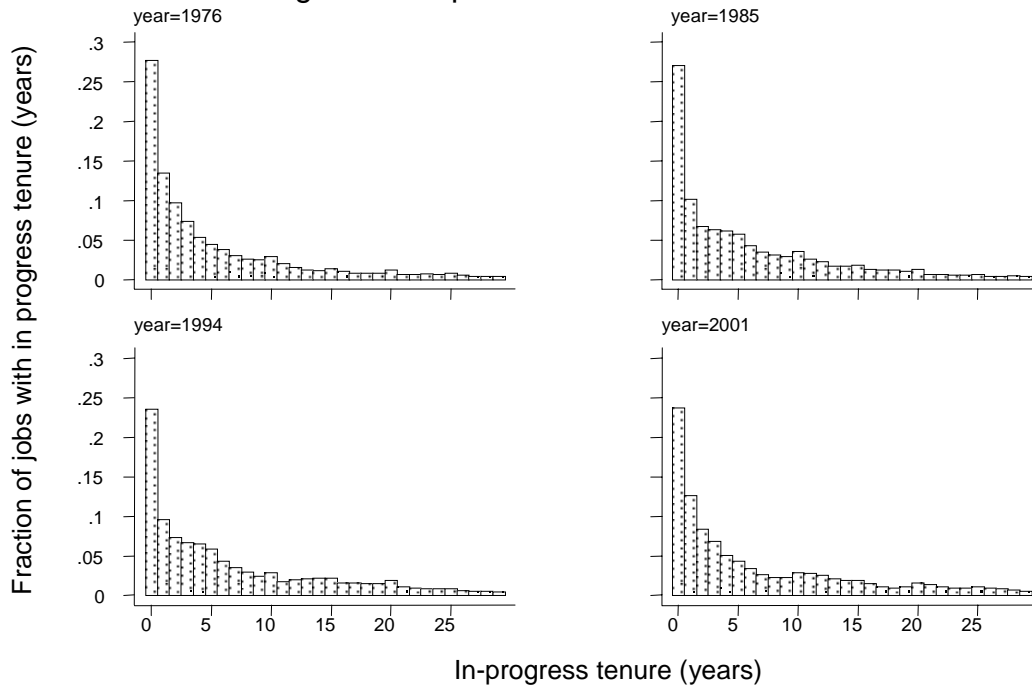 year=1976
year=1985
.3
.25
.2
.15
.1
.05
0
year=1994
year=2001
.3
.25
.2
.15
.1
.05
0
0 5 10 15 20 25
0 5 10 15 20 25
Fraction of jobs with in progress tenure (years)
In-progress tenure (years)